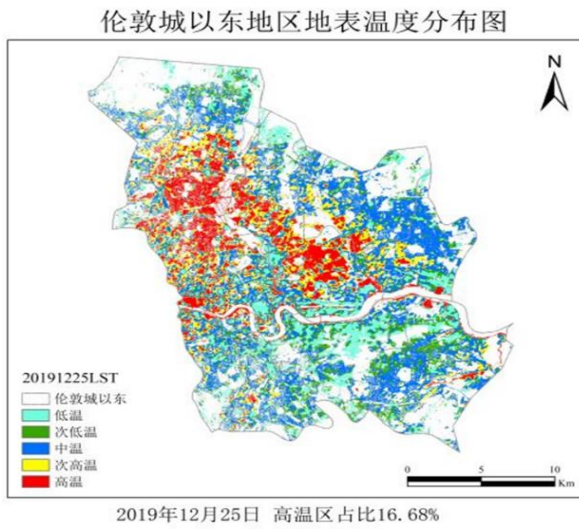 伦敦城以东地区地表温度分布图
N
20191225LST
伦敦城以东
低温
次低温
中温
次高温
高温
0 5 10
Km
2019年12月25日 高温区占比16.68%